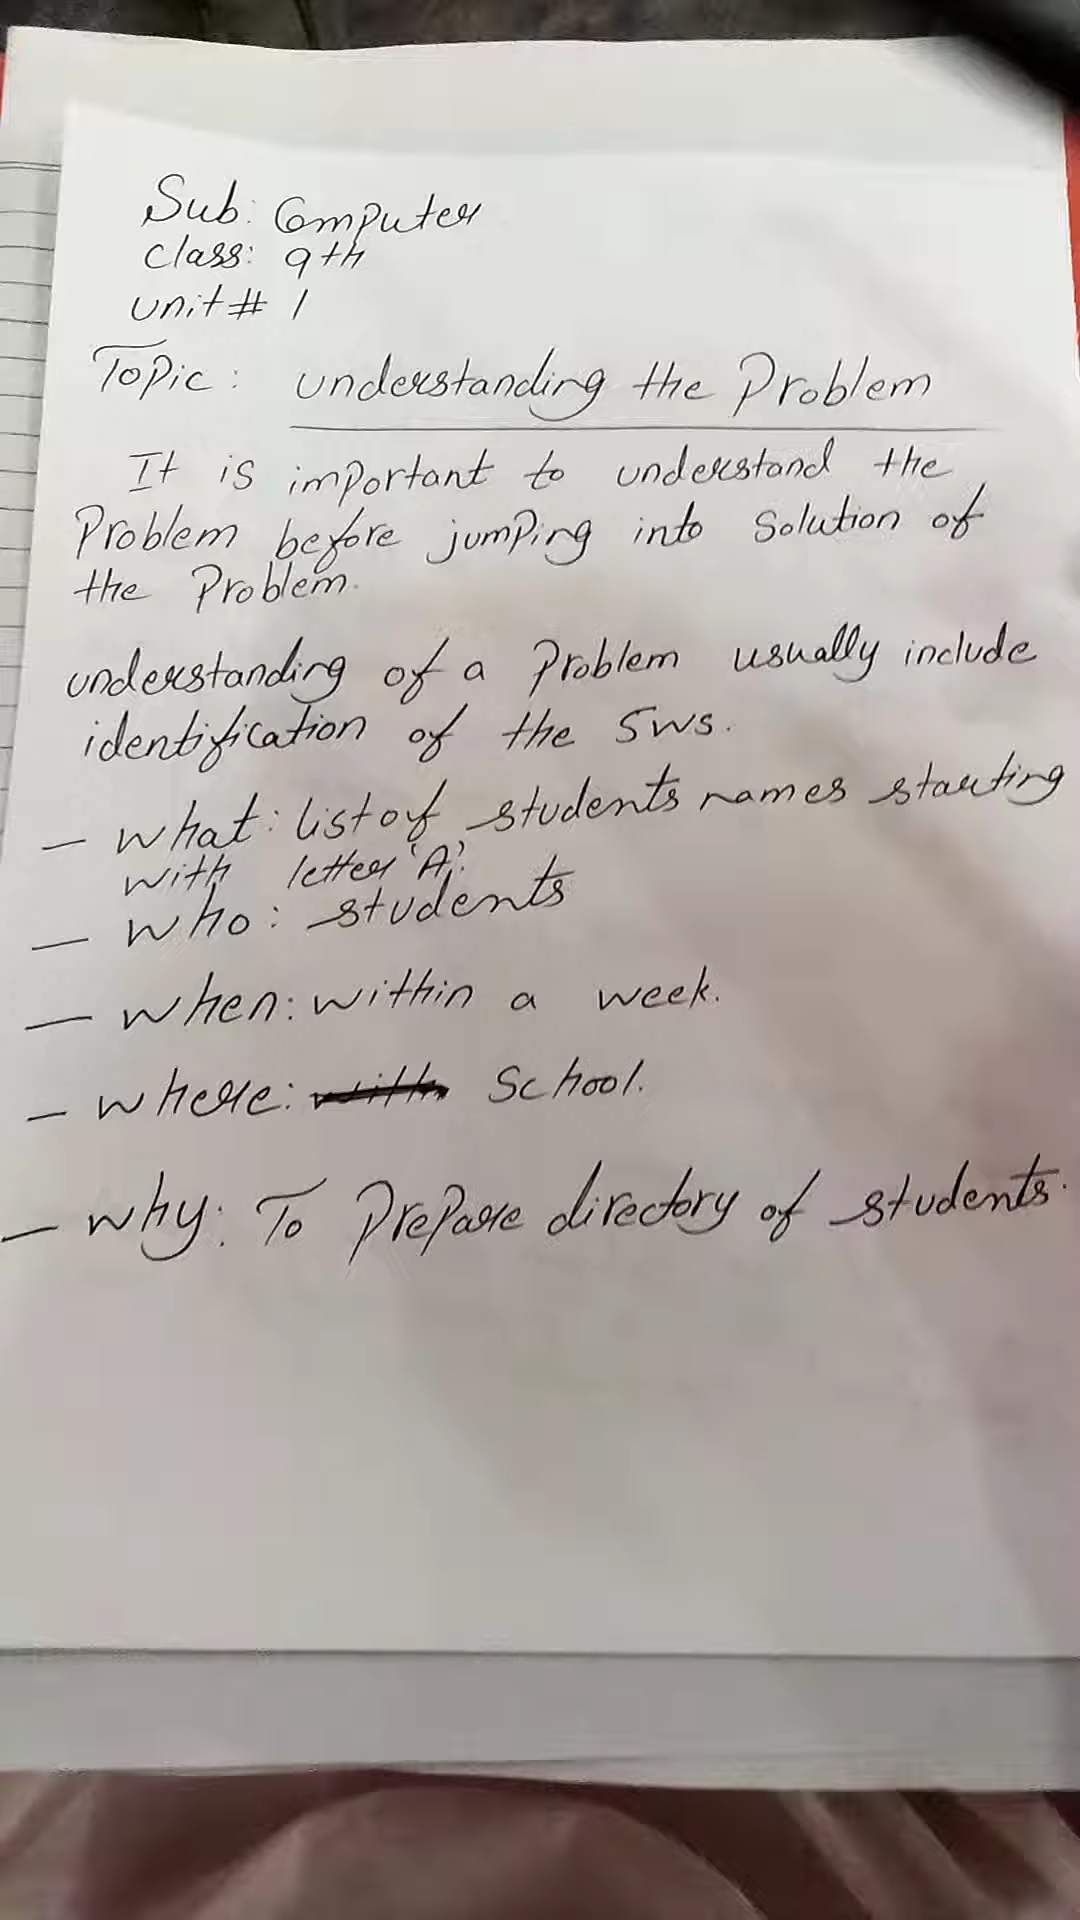 Sub: Computer
class: 9th
unit # 1
Topic: understanding the Problem
It is important to understand the
Problem before jumping into Solution of
the Problem.
understanding of a Problem usually include
identification of the 5ws.
— what: list of students names starting
with letter 'A'.
— who: students
— when: within a week.
— where: with School.
— why: To Prepare directory of students.